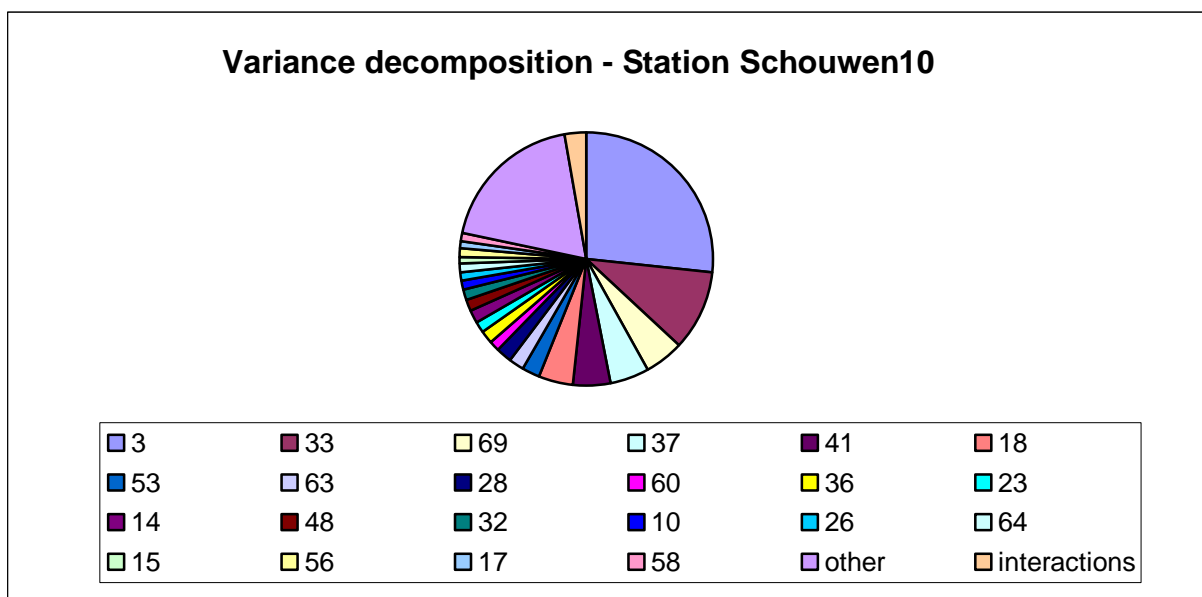 Variance decomposition - Station Schouwen10
3 33 69 37 41 18
53 63 28 60 36 23
14 48 32 10 26 64
15 56 17 58 other interactions